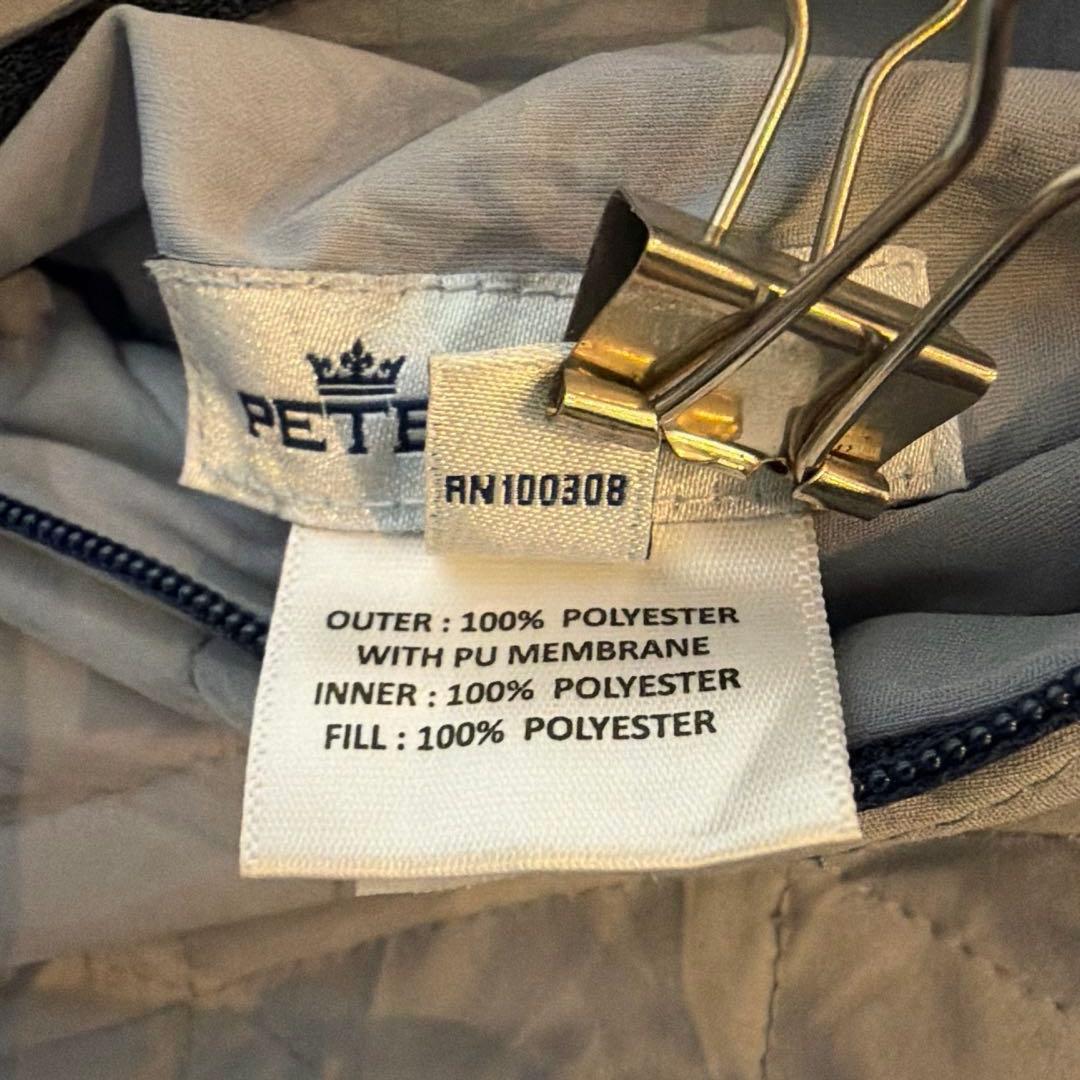 PETE
RN100308
OUTER : 100% POLYESTER
WITH PU MEMBRANE
INNER : 100% POLYESTER
FILL : 100% POLYESTER